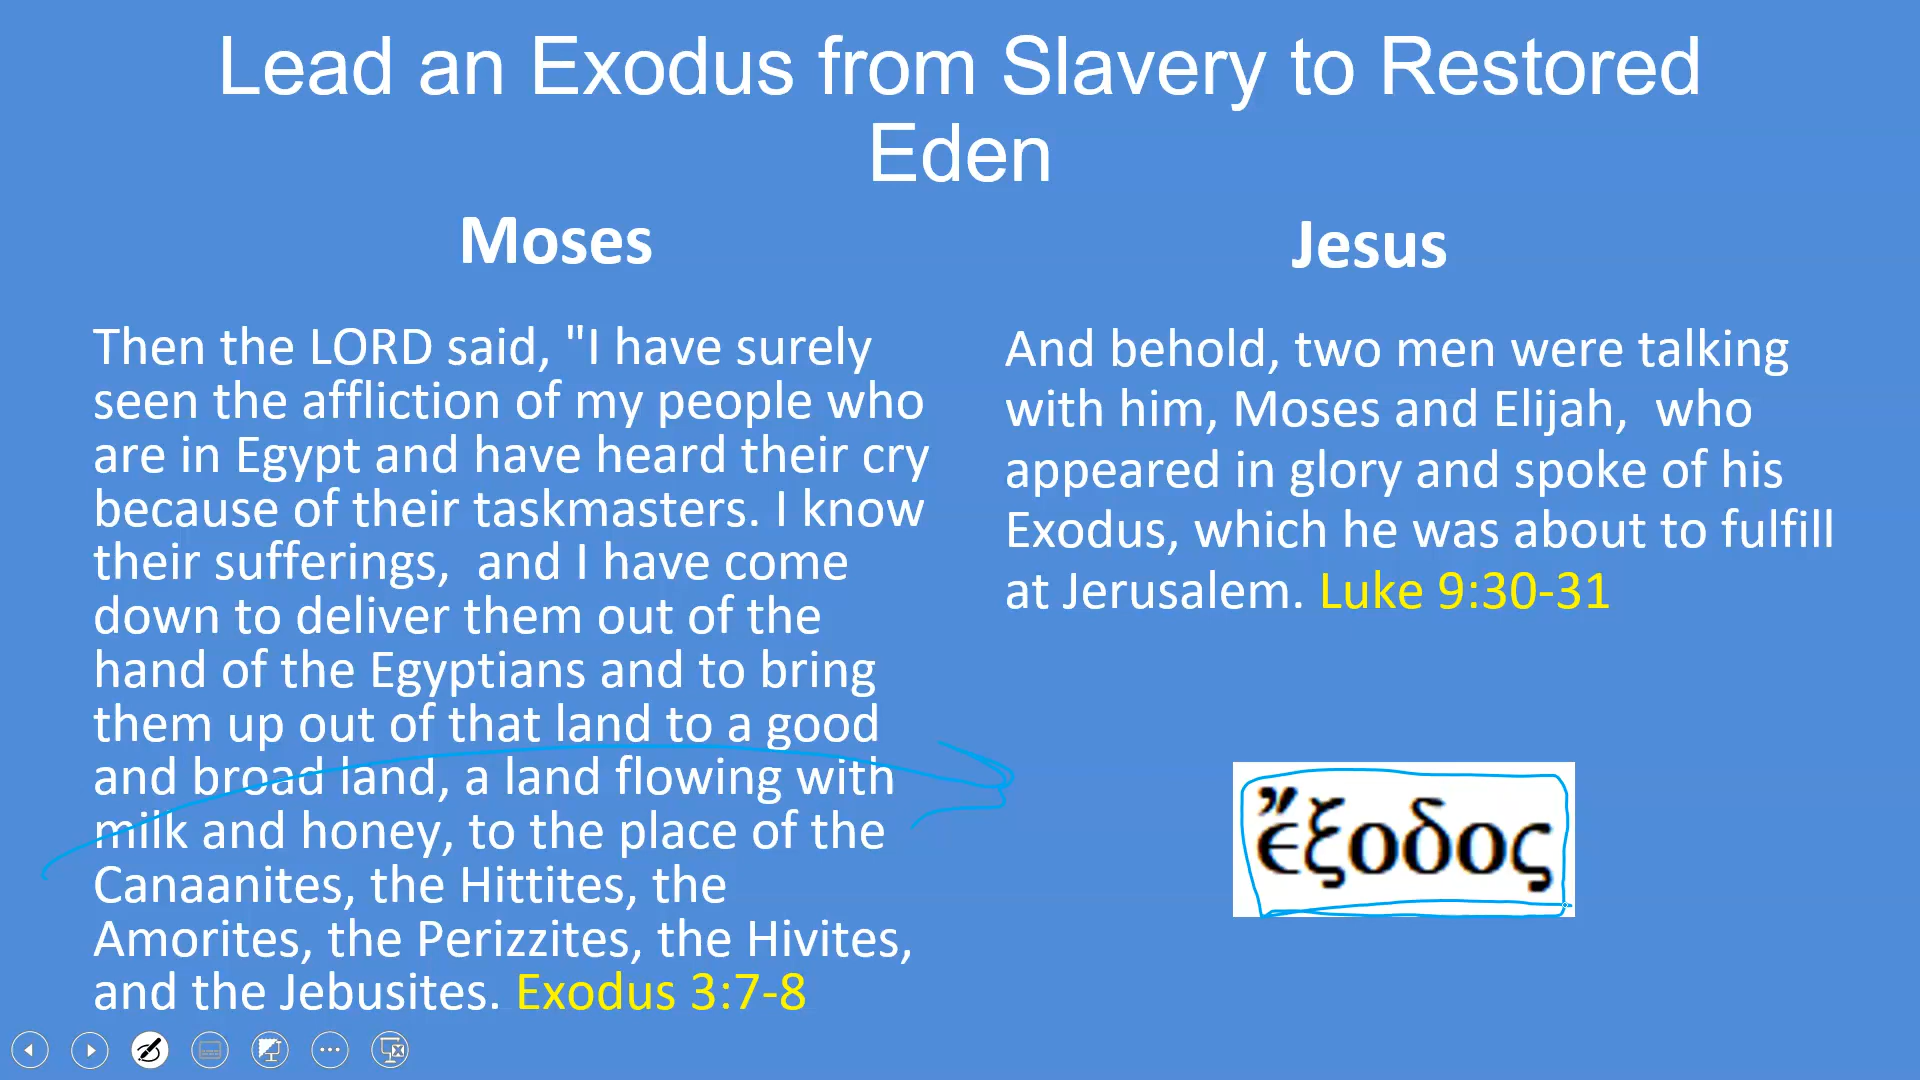 Lead an Exodus from Slavery to Restored
Eden
Moses
Then the LORD said, "I have surely
seen the affliction of my people who
are in Egypt and have heard their cry
because of their taskmasters. I know
their sufferings,  and I have come
down to deliver them out of the
hand of the Egyptians and to bring
them up out of that land to a good
and broad land, a land flowing with
milk and honey, to the place of the
Canaanites, the Hittites, the
Amorites, the Perizzites, the Hivites,
and the Jebusites. Exodus 3:7-8
Jesus
And behold, two men were talking
with him, Moses and Elijah,  who
appeared in glory and spoke of his
Exodus, which he was about to fulfill
at Jerusalem. Luke 9:30-31
ἔξοδος